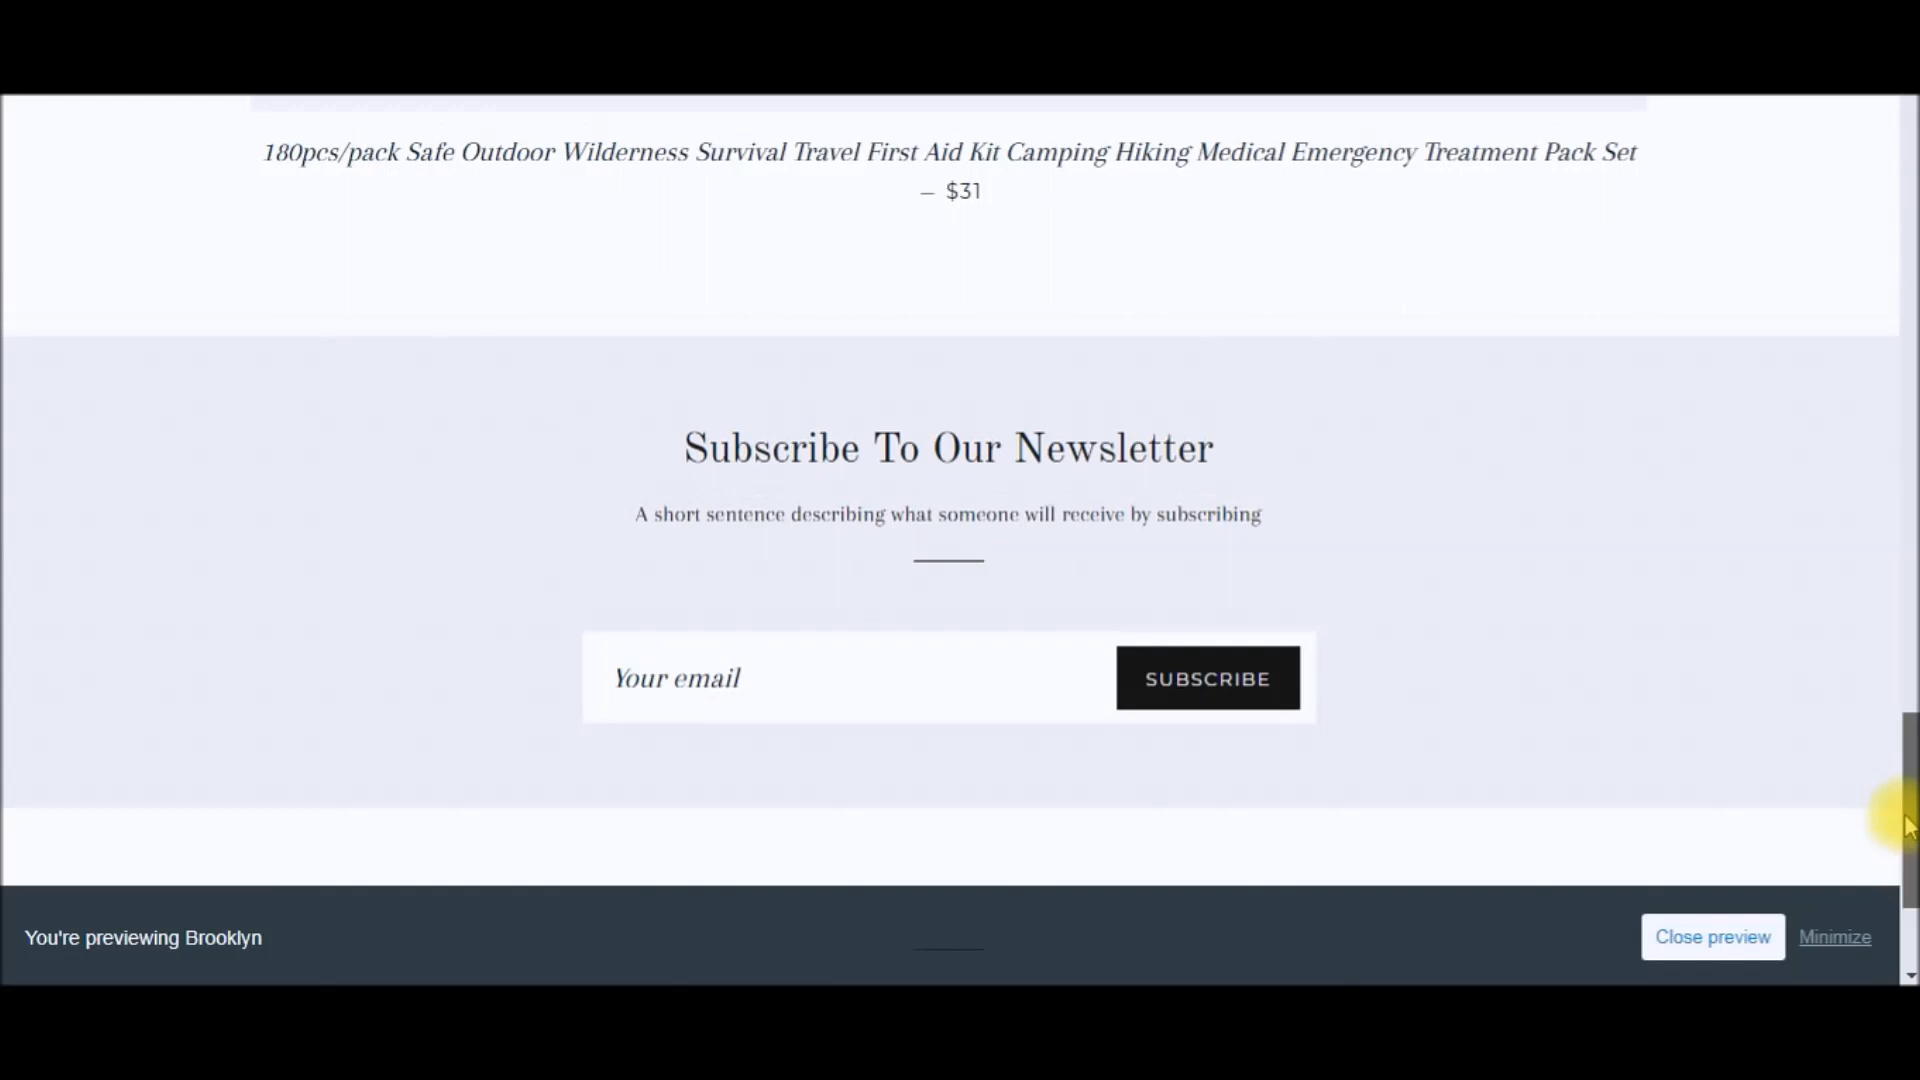 180pcs/pack Safe Outdoor Wilderness Survival Travel First Aid Kit Camping Hiking Medical Emergency Treatment Pack Set
— $31
Subscribe To Our Newsletter
A short sentence describing what someone will receive by subscribing
Your email
SUBSCRIBE
You're previewing Brooklyn
Close preview
Minimize